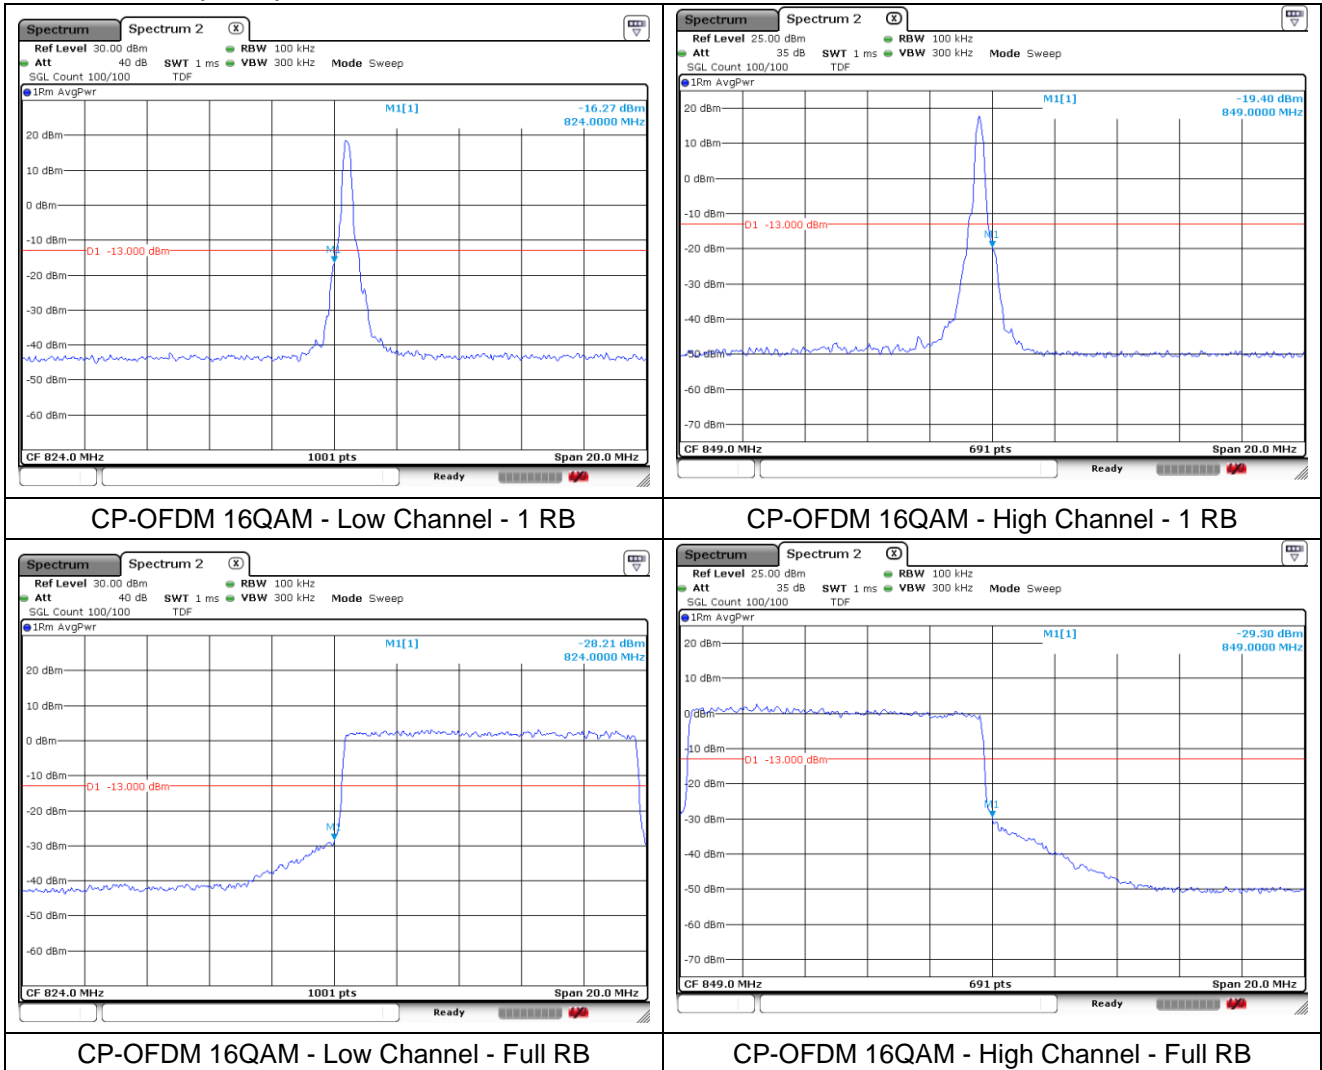 Spectrum Spectrum 2 X
Ref Level 30.00 dBm RBW 100 kHz
Att 40 dB SWT 1 ms VBW 300 kHz Mode Sweep
SGL Count 100/100 TDF
1Rm AvgPwr
M1[1] -16.27 dBm
824.0000 MHz
20 dBm
10 dBm
0 dBm
-10 dBm
D1 -13.000 dBm
M1
-20 dBm
-30 dBm
-40 dBm
-50 dBm
-60 dBm
CF 824.0 MHz 1001 pts Span 20.0 MHz
Ready
Spectrum Spectrum 2 X
Ref Level 25.00 dBm RBW 100 kHz
Att 35 dB SWT 1 ms VBW 300 kHz Mode Sweep
SGL Count 100/100 TDF
1Rm AvgPwr
M1[1] -19.40 dBm
849.0000 MHz
20 dBm
10 dBm
0 dBm
-10 dBm
D1 -13.000 dBm
M1
-20 dBm
-30 dBm
-40 dBm
-50 dBm
-60 dBm
-70 dBm
CF 849.0 MHz 691 pts Span 20.0 MHz
Ready
CP-OFDM 16QAM - Low Channel - 1 RB
CP-OFDM 16QAM - High Channel - 1 RB
Spectrum Spectrum 2 X
Ref Level 30.00 dBm RBW 100 kHz
Att 40 dB SWT 1 ms VBW 300 kHz Mode Sweep
SGL Count 100/100 TDF
1Rm AvgPwr
M1[1] -28.21 dBm
824.0000 MHz
20 dBm
10 dBm
0 dBm
-10 dBm
D1 -13.000 dBm
-20 dBm
M1
-30 dBm
-40 dBm
-50 dBm
-60 dBm
CF 824.0 MHz 1001 pts Span 20.0 MHz
Ready
Spectrum Spectrum 2 X
Ref Level 25.00 dBm RBW 100 kHz
Att 35 dB SWT 1 ms VBW 300 kHz Mode Sweep
SGL Count 100/100 TDF
1Rm AvgPwr
M1[1] -29.30 dBm
849.0000 MHz
20 dBm
10 dBm
0 dBm
-10 dBm
D1 -13.000 dBm
-20 dBm
M1
-30 dBm
-40 dBm
-50 dBm
-60 dBm
-70 dBm
CF 849.0 MHz 691 pts Span 20.0 MHz
Ready
CP-OFDM 16QAM - Low Channel - Full RB
CP-OFDM 16QAM - High Channel - Full RB